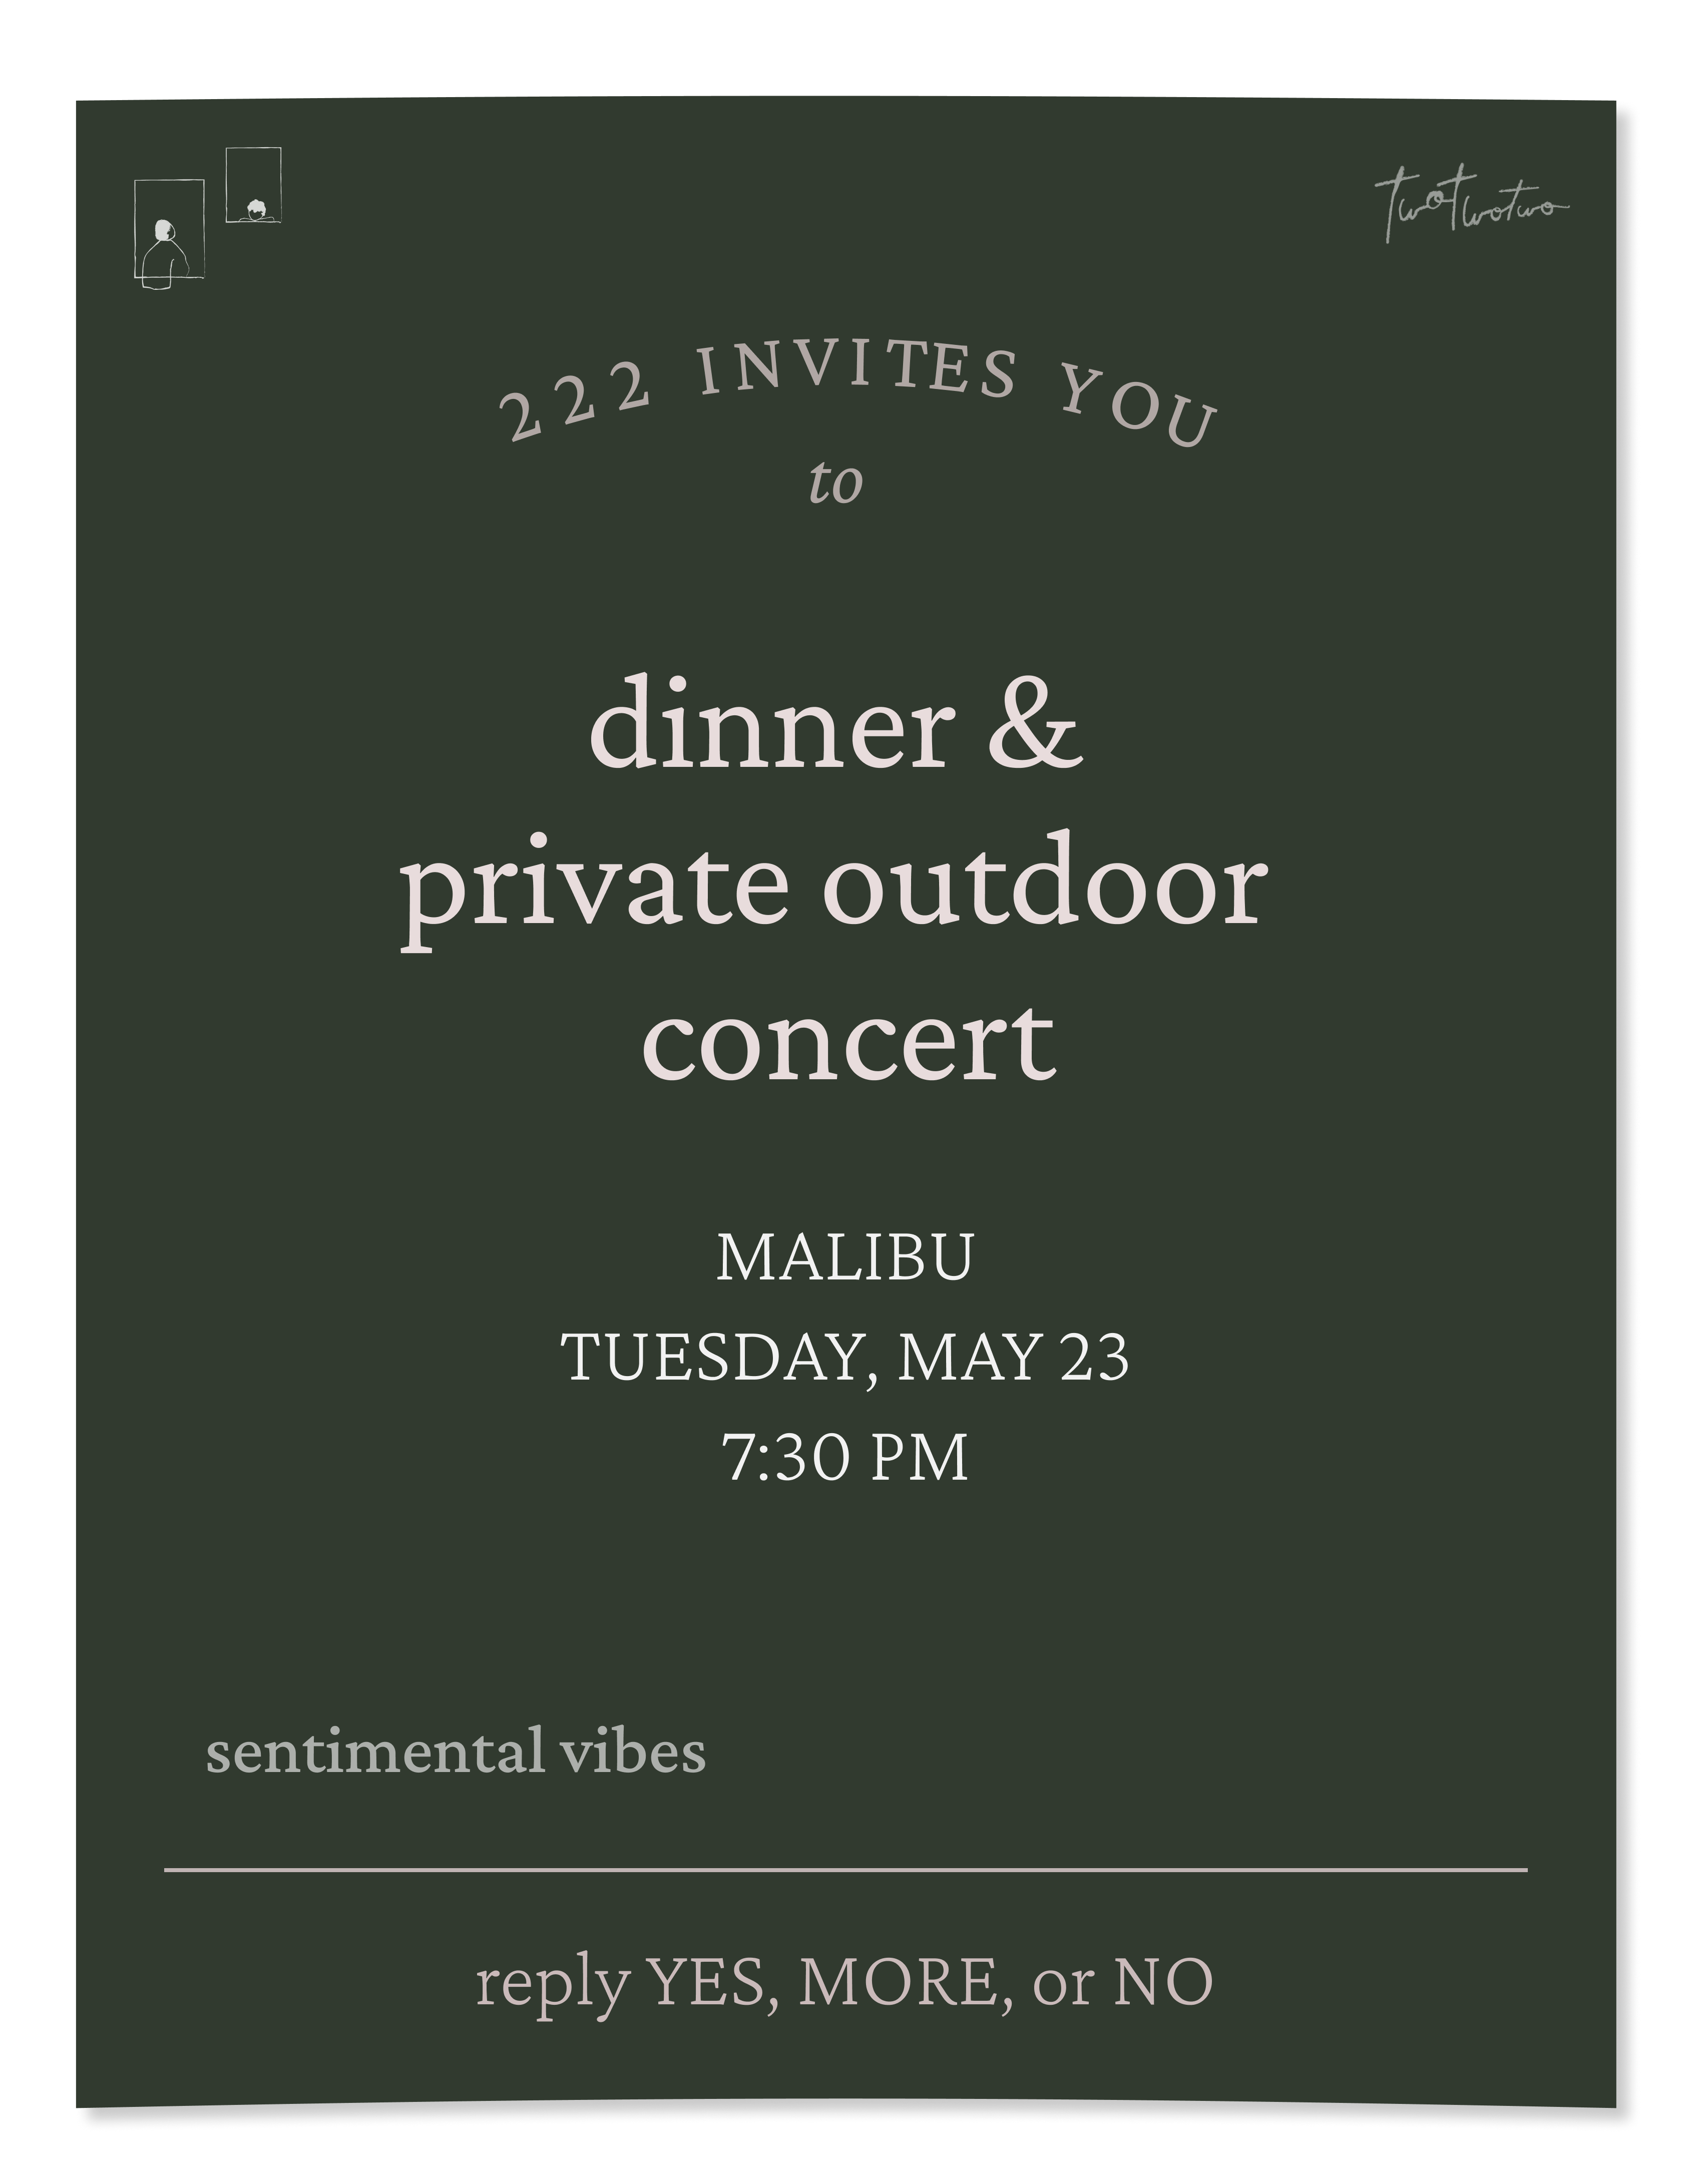 twotwotwo
222 INVITES YOU
to
dinner &
private outdoor
concert
MALIBU
TUESDAY, MAY 23
7:30 PM
sentimental vibes
reply YES, MORE, or NO